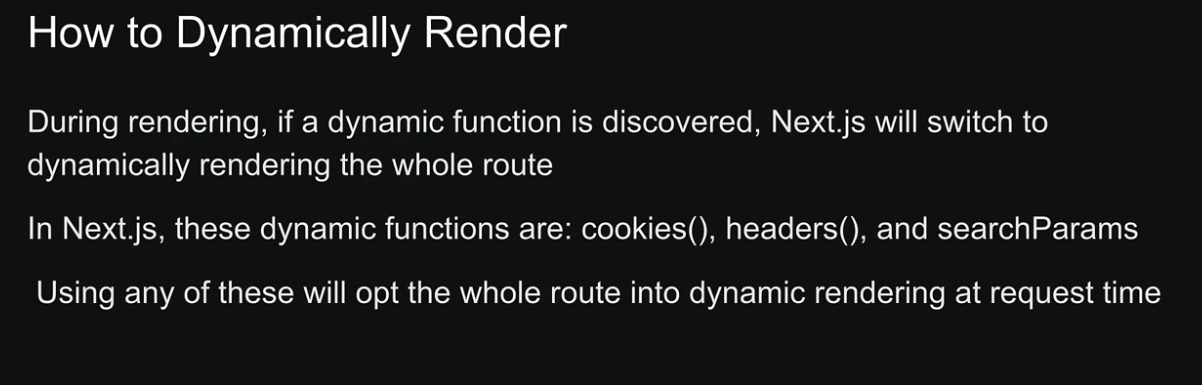 How to Dynamically Render
During rendering, if a dynamic function is discovered, Next.js will switch to
dynamically rendering the whole route
In Next.js, these dynamic functions are: cookies(), headers(), and searchParams
Using any of these will opt the whole route into dynamic rendering at request time